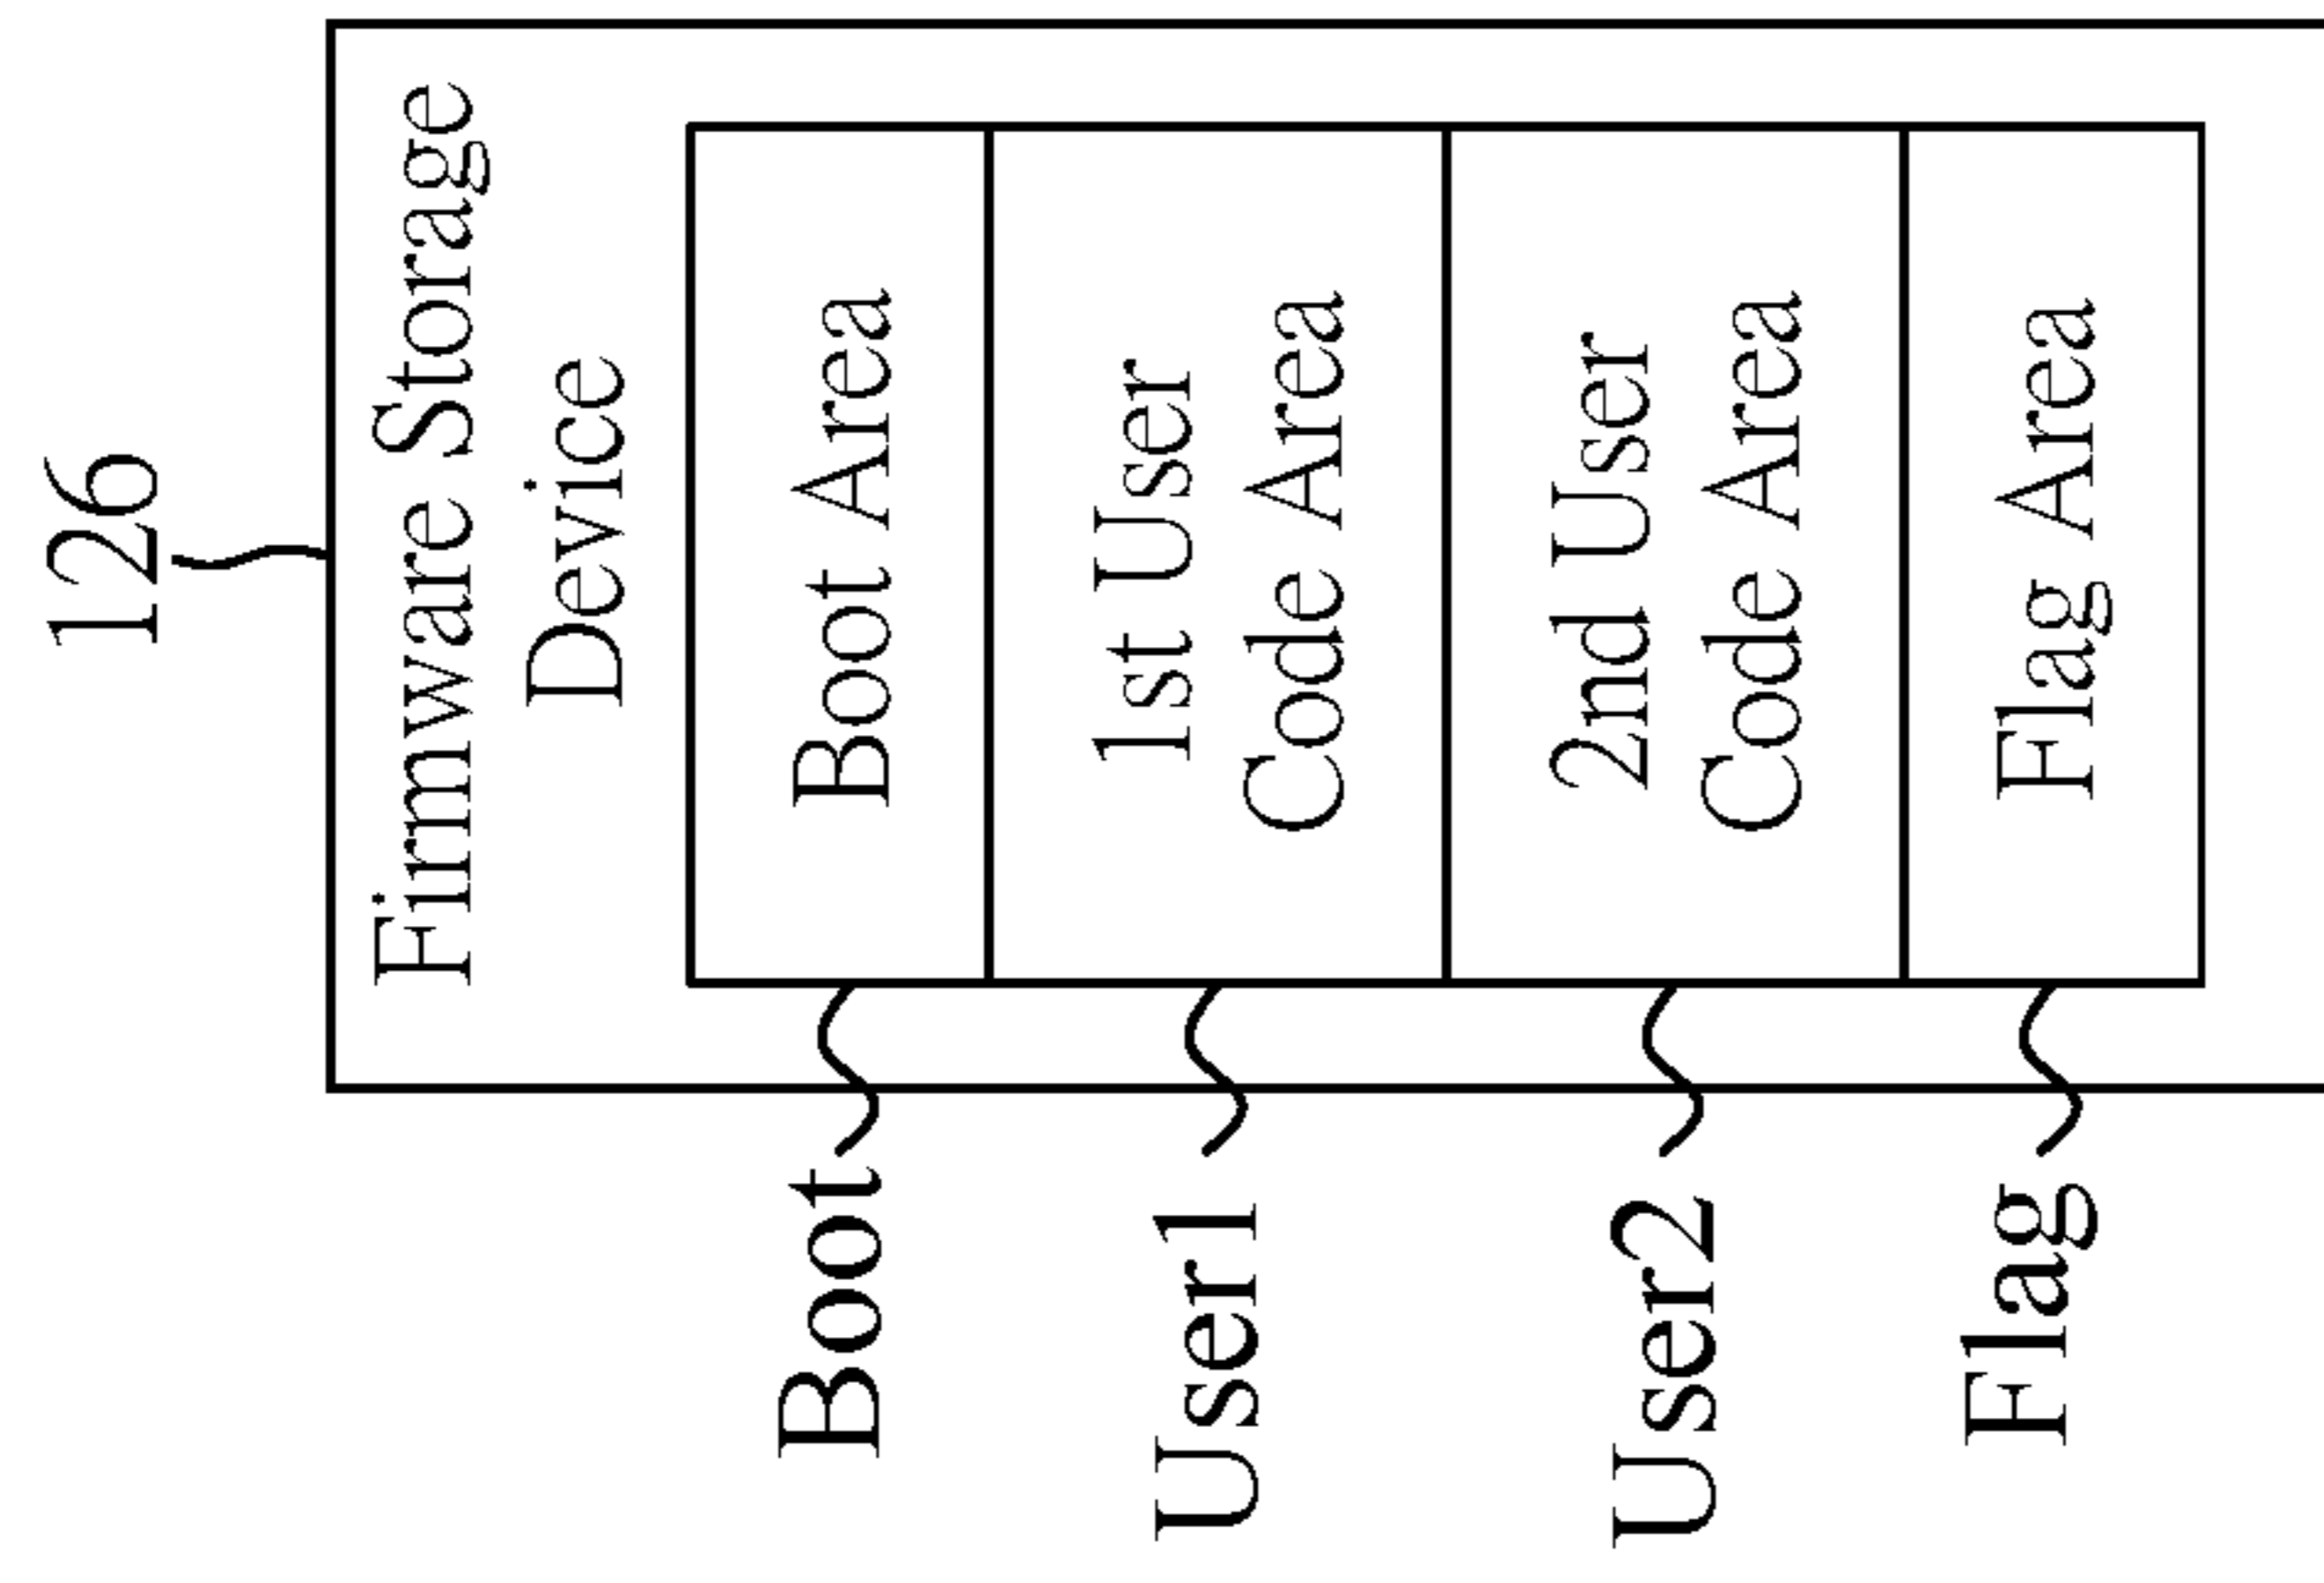 126
Firmware Storage
Device
Boot
Boot Area
User1
1st User
Code Area
User2
2nd User
Code Area
Flag
Flag Area